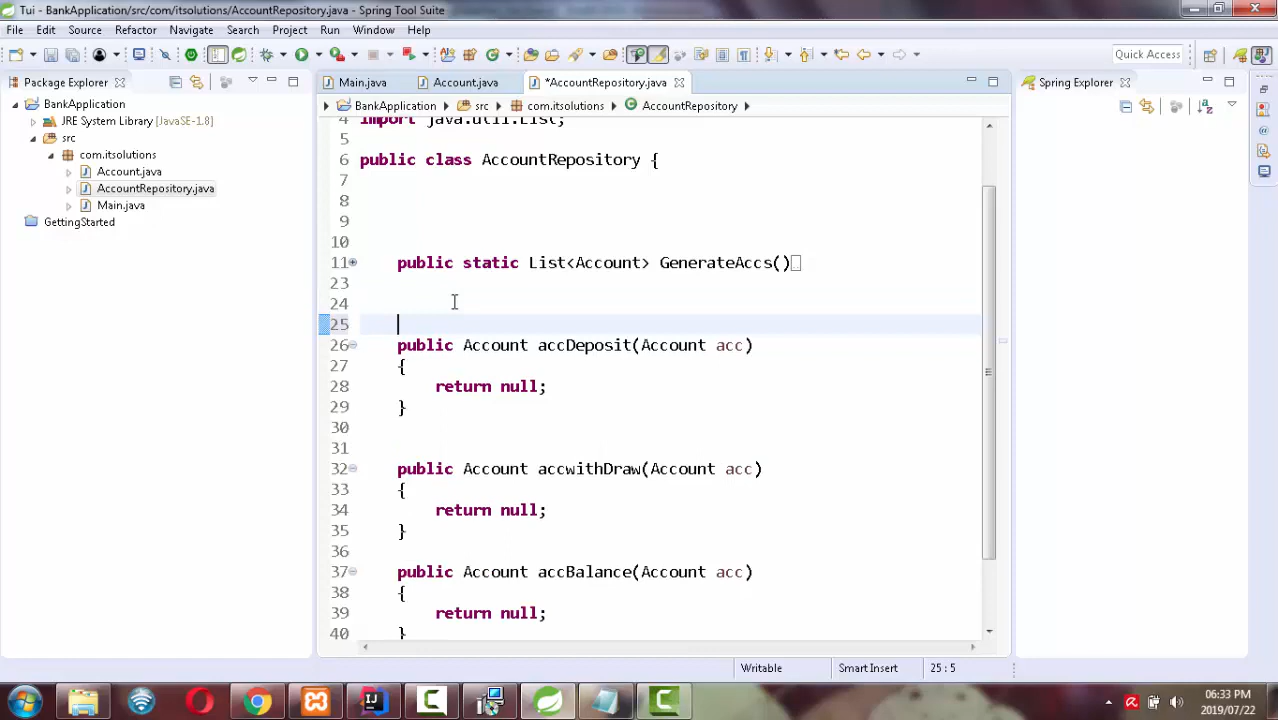 Tui - BankApplication/src/com/itsolutions/AccountRepository.java - Spring Tool Suite
File Edit Source Refactor Navigate Search Project Run Window Help
Quick Access
Package Explorer
BankApplication
JRE System Library [JavaSE-1.8]
src
com.itsolutions
Account.java
AccountRepository.java
Main.java
GettingStarted
Main.java Account.java *AccountRepository.java
BankApplication src com.itsolutions AccountRepository
4 import java.util.List;
5
6 public class AccountRepository {
7
8
9
10
11 public static List<Account> GenerateAccs()
23
24
25
26 public Account accDeposit(Account acc)
27 {
28 return null;
29 }
30
31
32 public Account accwithDraw(Account acc)
33 {
34 return null;
35 }
36
37 public Account accBalance(Account acc)
38 {
39 return null;
40 }
Spring Explorer
Writable Smart Insert 25 : 5
06:33 PM
2019/07/22